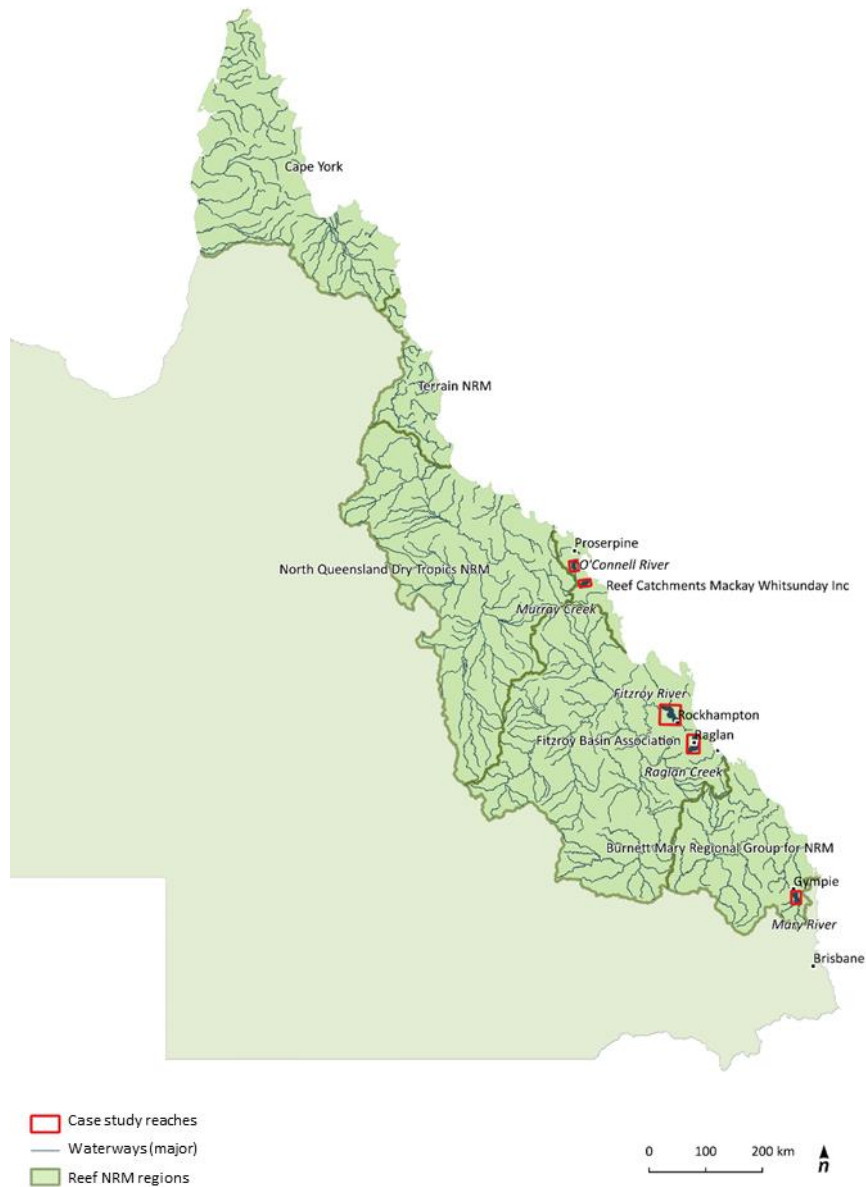 Cape York
Terrain NRM
Proserpine
O'Connell River
North Queensland Dry Tropics NRM
Reef Catchments Mackay Whitsunday Inc
Murray Creek
Fitzroy River
Rockhampton
Raglan
Fitzroy Basin Association
Raglan Creek
Burnett Mary Regional Group for NRM
Gympie
Mary River
Brisbane
Case study reaches
Waterways (major)
Reef NRM regions
0 100 200 km
n